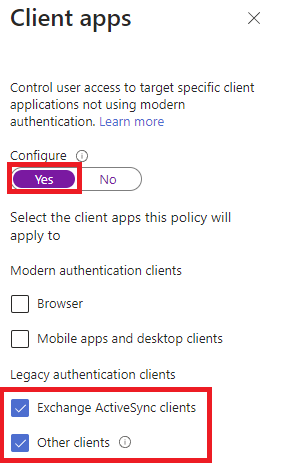 Client apps
Control user access to target specific client
applications not using modern
authentication. Learn more
Configure
Yes No
Select the client apps this policy will
apply to
Modern authentication clients
Browser
Mobile apps and desktop clients
Legacy authentication clients
Exchange ActiveSync clients
Other clients